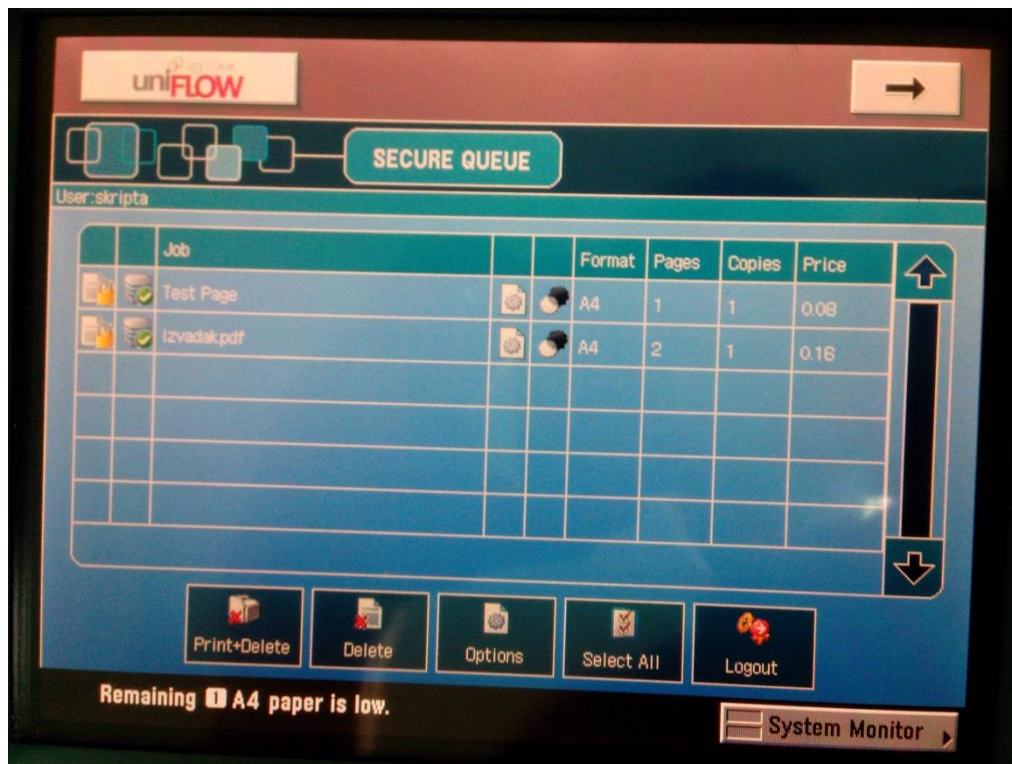 uniFLOW
SECURE QUEUE
User:skripta
Job Format Pages Copies Price
Test Page A4 1 1 0.08
izvadak.pdf A4 2 1 0.16
Print+Delete Delete Options Select All Logout
Remaining 1 A4 paper is low.
System Monitor